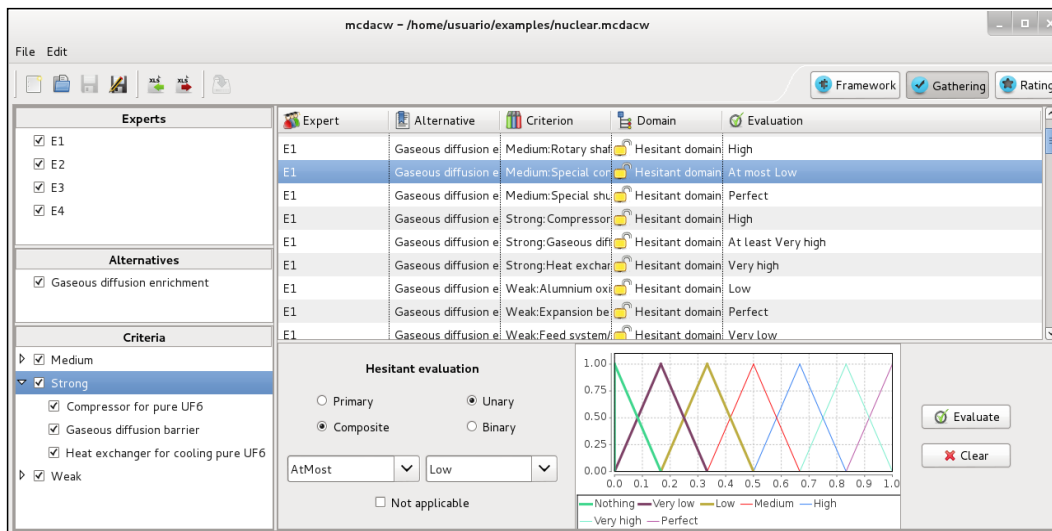 mcdacw – /home/usuario/examples/nuclear.mcdacw
File Edit
XLS XLS
Framework Gathering Rating
Experts
E1
E2
E3
E4
Alternatives
Gaseous diffusion enrichment
Criteria
Medium
Strong
Compressor for pure UF6
Gaseous diffusion barrier
Heat exchanger for cooling pure UF6
Weak
Expert Alternative Criterion Domain Evaluation
E1 Gaseous diffusion e Medium:Rotary shaf Hesitant domain High
E1 Gaseous diffusion e Medium:Special cor Hesitant domain At most Low
E1 Gaseous diffusion e Medium:Special shu Hesitant domain Perfect
E1 Gaseous diffusion e Strong:Compressor Hesitant domain High
E1 Gaseous diffusion e Strong:Gaseous diff Hesitant domain At least Very high
E1 Gaseous diffusion e Strong:Heat exchar Hesitant domain Very high
E1 Gaseous diffusion e Weak:Alumnium oxi Hesitant domain Low
E1 Gaseous diffusion e Weak:Expansion be Hesitant domain Perfect
E1 Gaseous diffusion e Weak:Feed system/ Hesitant domain Very low
Hesitant evaluation
Primary Unary
Composite Binary
AtMost Low
Not applicable
1.00
0.75
0.50
0.25
0.00
0.0 0.1 0.2 0.3 0.4 0.5 0.6 0.7 0.8 0.9 1.0
Nothing Very low Low Medium High
Very high Perfect
Evaluate
Clear